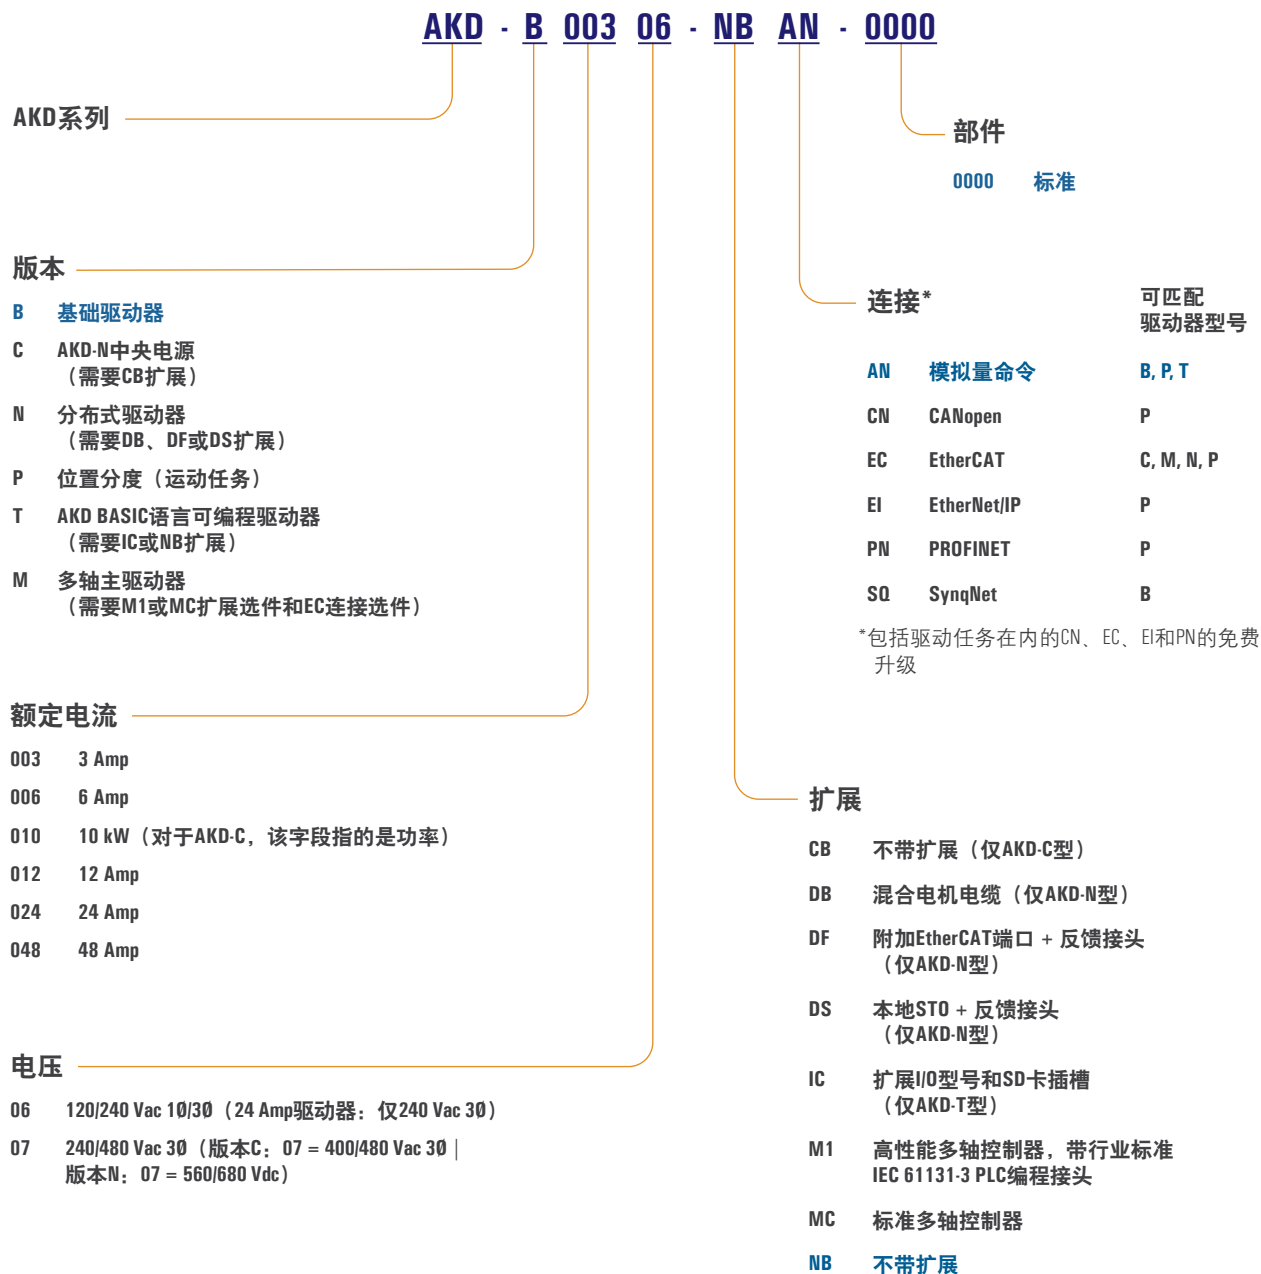 AKD - B 003 06 - NB AN - 0000
AKD系列
部件
0000 标准
版本
B 基础驱动器
C AKD-N中央电源
（需要CB扩展）
N 分布式驱动器
（需要DB、DF或DS扩展）
P 位置分度（运动任务）
T AKD BASIC语言可编程驱动器
（需要IC或NB扩展）
M 多轴主驱动器
（需要M1或MC扩展选件和EC连接选件）
连接* 可匹配
驱动器型号
AN 模拟量命令 B, P, T
CN CANopen P
EC EtherCAT C, M, N, P
EI EtherNet/IP P
PN PROFINET P
SQ SynqNet B
*包括驱动任务在内的CN、EC、EI和PN的免费
升级
额定电流
003 3 Amp
006 6 Amp
010 10 kW（对于AKD-C，该字段指的是功率）
012 12 Amp
024 24 Amp
048 48 Amp
电压
06 120/240 Vac 1Ø/3Ø（24 Amp驱动器：仅240 Vac 3Ø）
07 240/480 Vac 3Ø（版本C：07 = 400/480 Vac 3Ø |
版本N：07 = 560/680 Vdc）
扩展
CB 不带扩展（仅AKD-C型）
DB 混合电机电缆（仅AKD-N型）
DF 附加EtherCAT端口 + 反馈接头
（仅AKD-N型）
DS 本地STO + 反馈接头
（仅AKD-N型）
IC 扩展I/O型号和SD卡插槽
（仅AKD-T型）
M1 高性能多轴控制器，带行业标准
IEC 61131-3 PLC编程接头
MC 标准多轴控制器
NB 不带扩展